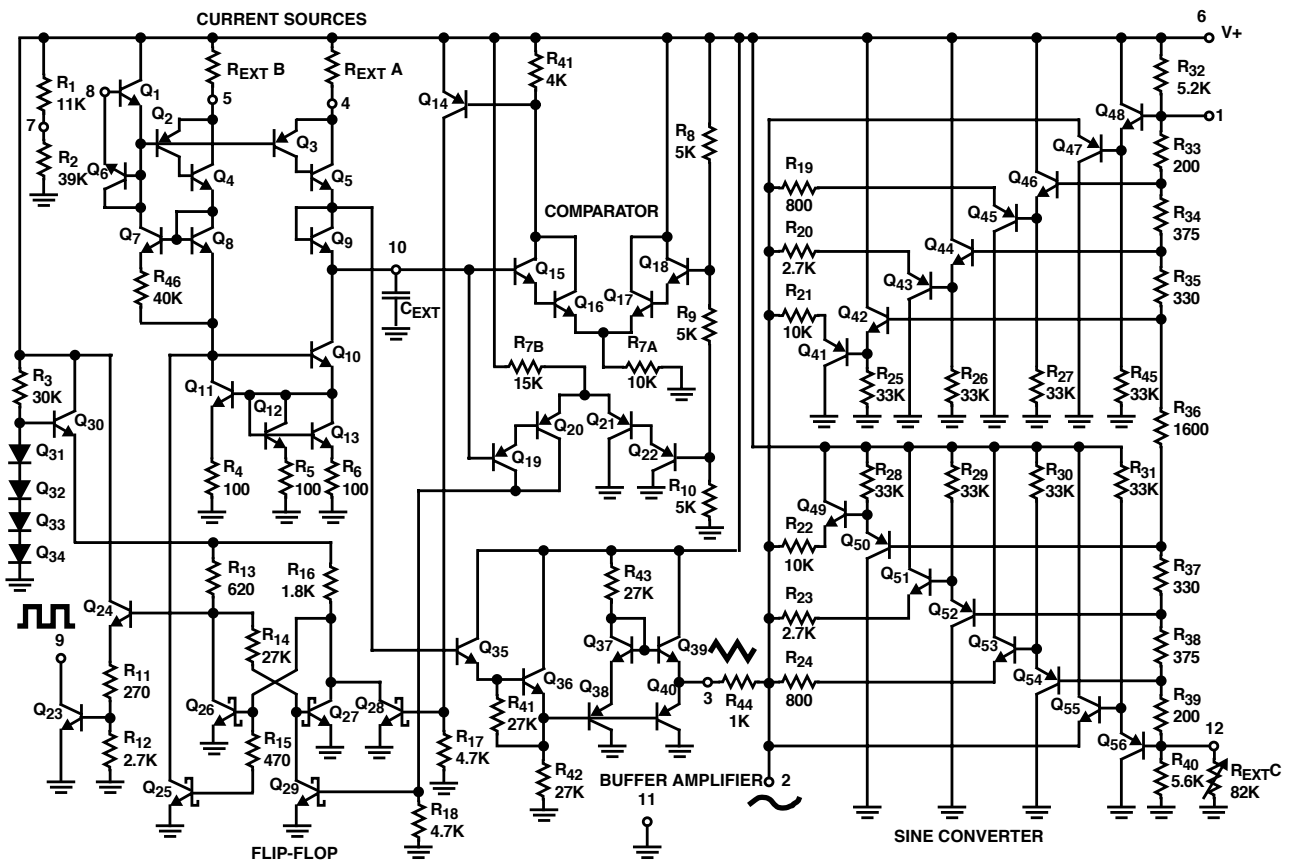 CURRENT SOURCES
6
V+
R1
11K
8
Q1
REXT B
5
REXT A
4
R41
4K
Q14
R8
5K
R32
5.2K
Q48
1
7
R2
39K
Q2
Q3
Q6
Q4
Q5
Q47
R33
200
R19
800
Q46
COMPARATOR
Q45
R34
375
Q7
Q8
Q9
10
R20
2.7K
Q44
R46
40K
CEXT
Q15
Q16
Q17
Q18
Q43
R35
330
R9
5K
R21
10K
Q42
Q10
R7B
15K
R7A
10K
Q41
R3
30K
Q11
Q12
R25
33K
R26
33K
R27
33K
R45
33K
R36
1600
Q30
Q13
Q20
Q21
Q31
Q19
Q22
R4
100
R5
100
R6
100
R10
5K
R28
33K
R29
33K
R30
33K
R31
33K
Q32
Q33
Q34
Q49
R22
10K
Q50
R13
620
R16
1.8K
R43
27K
Q51
R37
330
Q24
R23
2.7K
Q52
9
R14
27K
Q35
Q37
Q39
R24
800
Q53
R38
375
R11
270
Q36
Q38
Q40
3
R44
1K
Q54
Q23
Q26
Q27
Q28
R41
27K
Q55
R39
200
12
R12
2.7K
R15
470
R17
4.7K
Q56
Q25
Q29
R42
27K
BUFFER AMPLIFIER
2
R40
5.6K
REXTC
82K
R18
4.7K
11
SINE CONVERTER
FLIP-FLOP